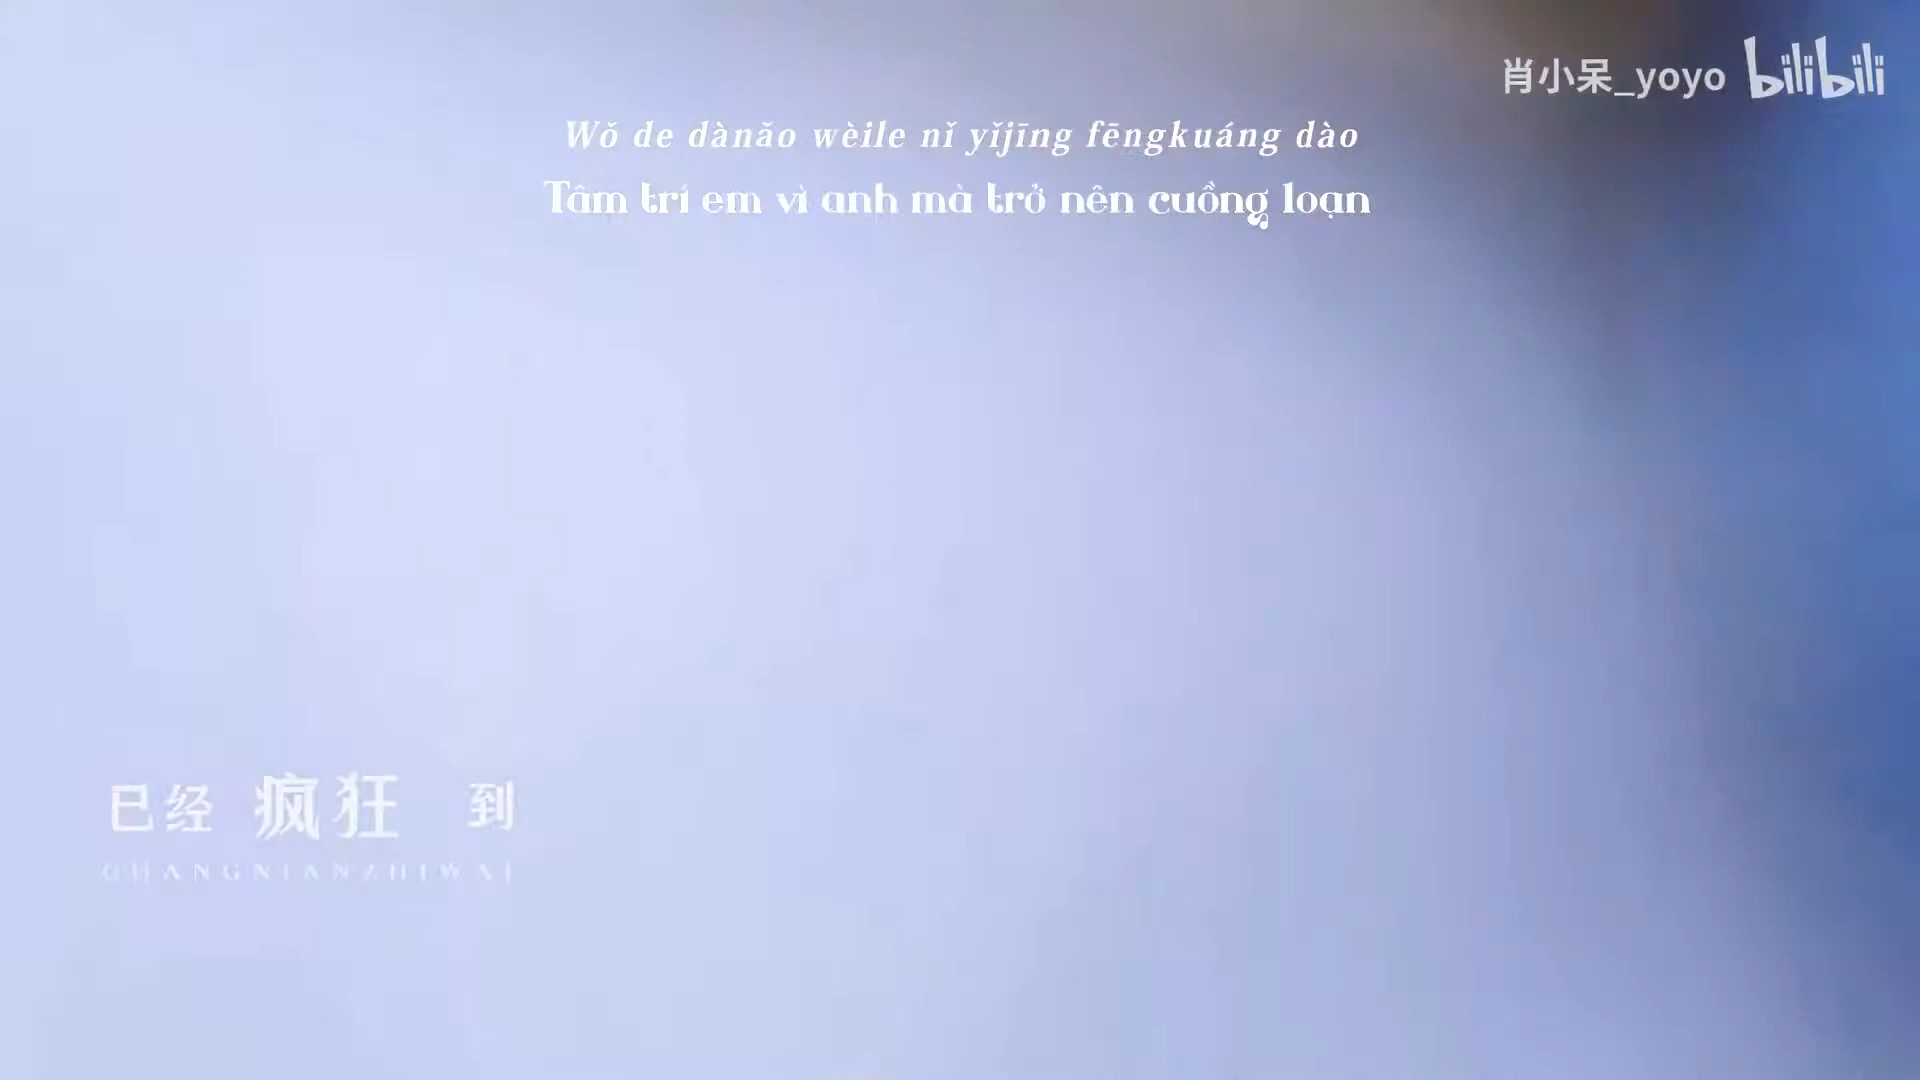 肖小呆_yoyo bilibili
Wǒ de dànǎo wèile nǐ yǐjīng fēngkuáng dào
Tâm trí em vì anh mà trở nên cuồng loạn
已经 疯狂 到
CHANGNIANZHIWAI